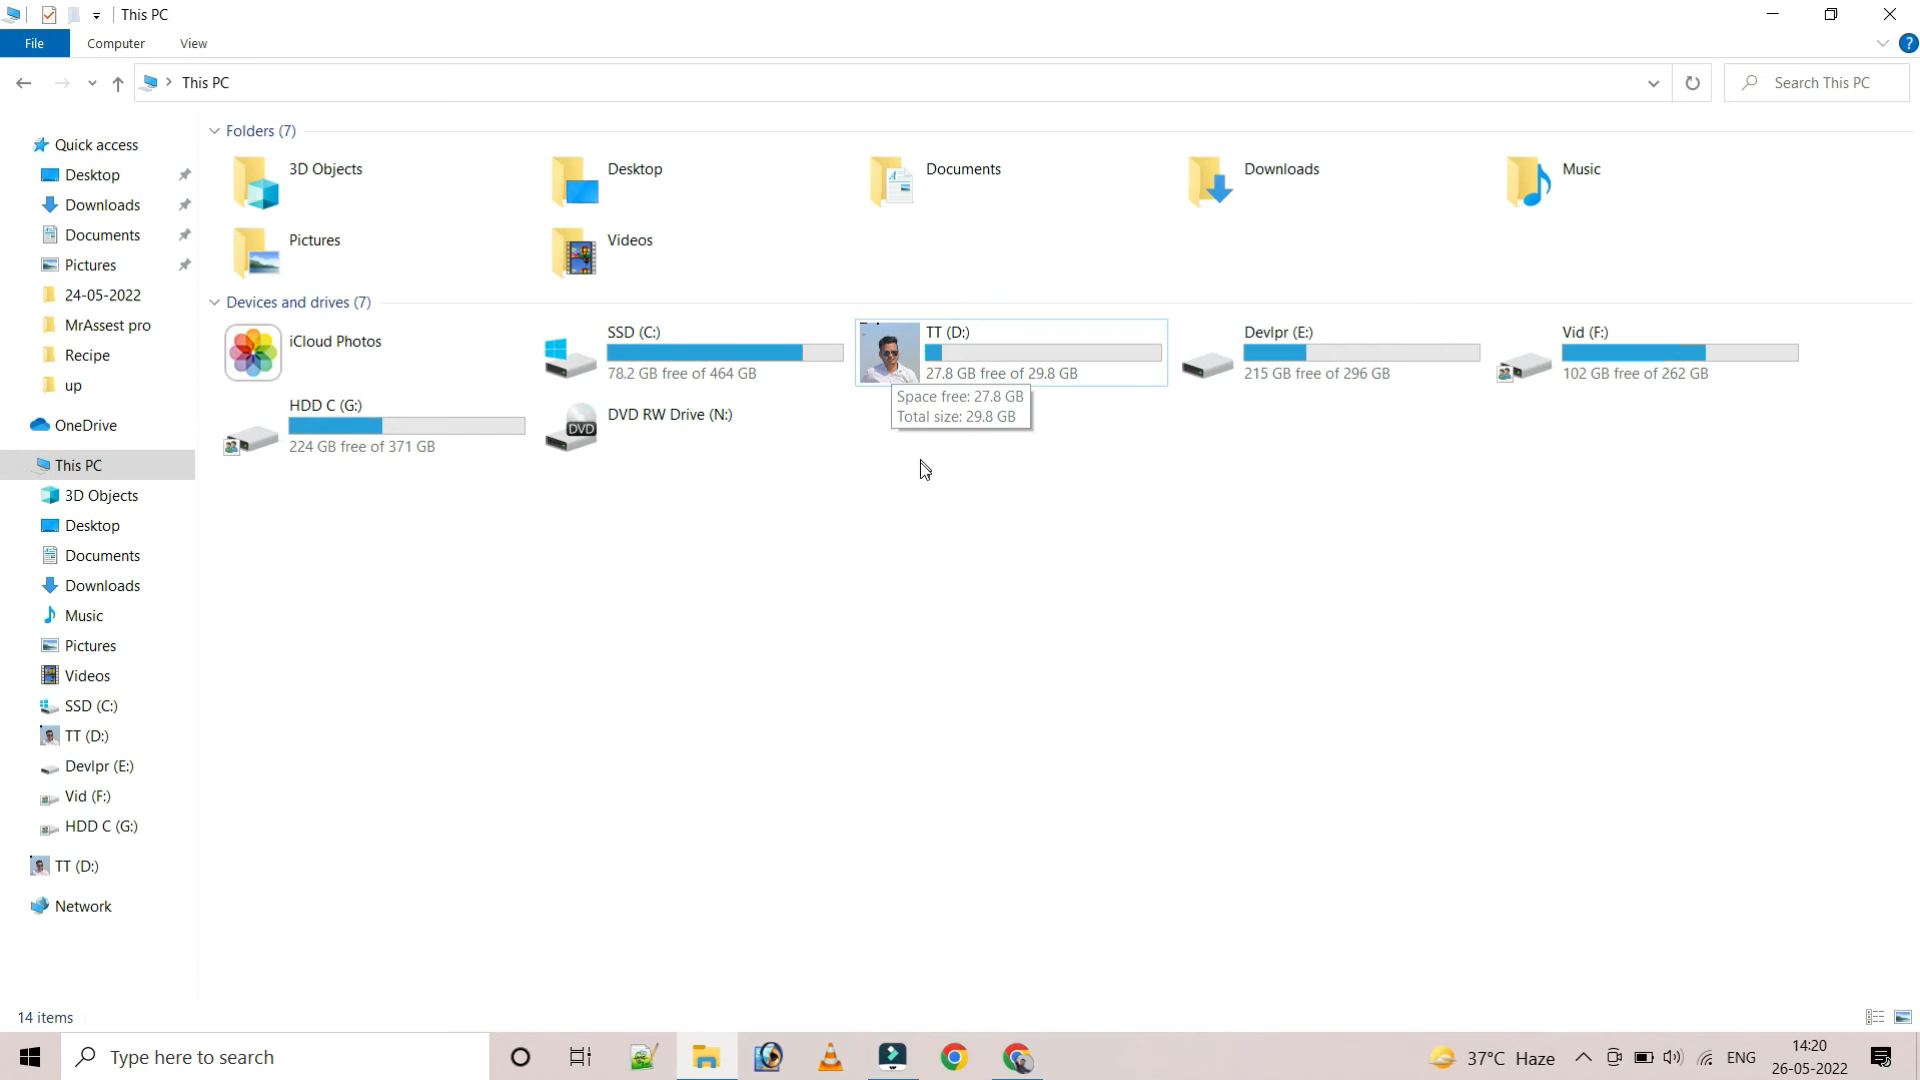 This PC
File
Computer
View
?
This PC
Search This PC
Quick access
Desktop
Downloads
Documents
Pictures
24-05-2022
MrAssest pro
Recipe
up
OneDrive
This PC
3D Objects
Desktop
Documents
Downloads
Music
Pictures
Videos
SSD (C:)
TT (D:)
Devlpr (E:)
Vid (F:)
HDD C (G:)
TT (D:)
Network
Folders (7)
3D Objects
Desktop
Documents
Downloads
Music
Pictures
Videos
Devices and drives (7)
iCloud Photos
SSD (C:)
78.2 GB free of 464 GB
TT (D:)
27.8 GB free of 29.8 GB
Devlpr (E:)
215 GB free of 296 GB
Vid (F:)
102 GB free of 262 GB
HDD C (G:)
224 GB free of 371 GB
DVD
DVD RW Drive (N:)
Space free: 27.8 GB
Total size: 29.8 GB
14 items
Type here to search
37°C Haze
ENG
14:20
26-05-2022